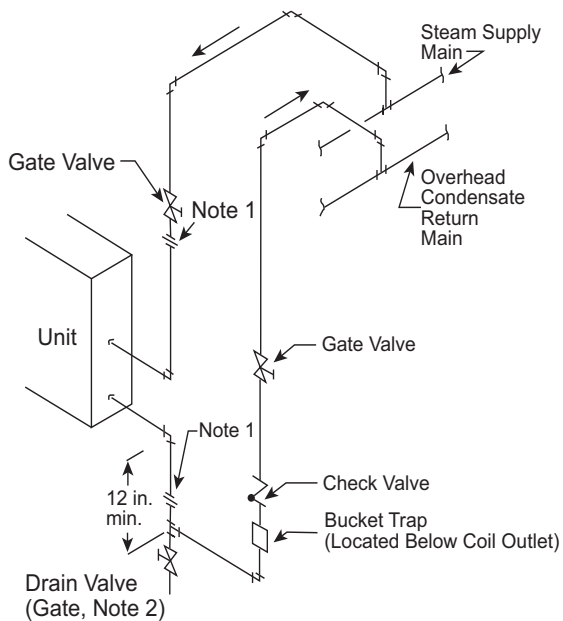 Steam Supply
Main
Gate Valve
Note 1
Overhead
Condensate
Return
Main
Unit
Gate Valve
Note 1
12 in.
min.
Check Valve
Bucket Trap
(Located Below Coil Outlet)
Drain Valve
(Gate, Note 2)